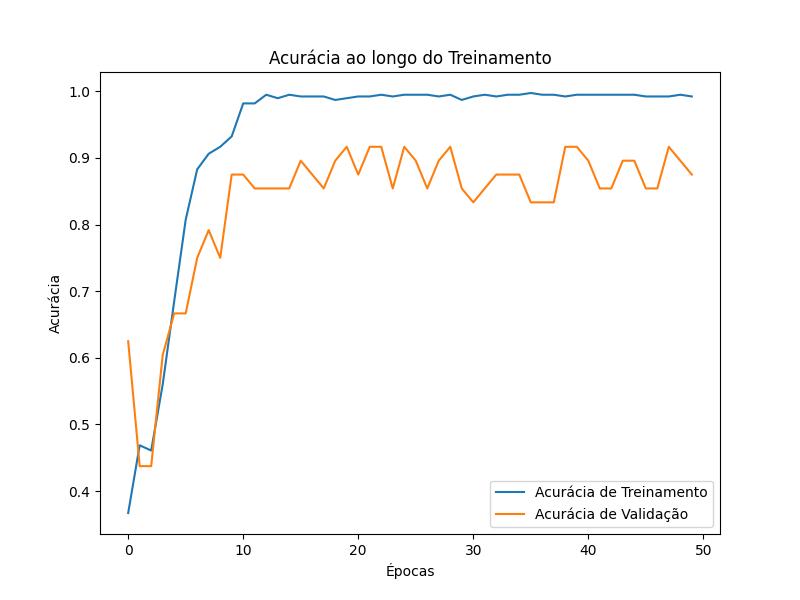 Acurácia ao longo do Treinamento
1.0
0.9
0.8
0.7
0.6
0.5
0.4
Acurácia
0 10 20 30 40 50
Épocas
Acurácia de Treinamento
Acurácia de Validação